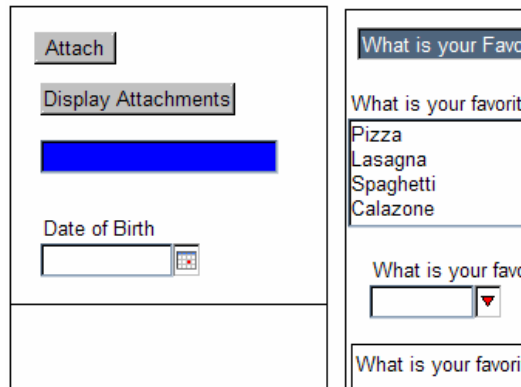 Attach
Display Attachments
Date of Birth
What is your Favo
What is your favorit
Pizza
Lasagna
Spaghetti
Calazone
What is your favo
What is your favori